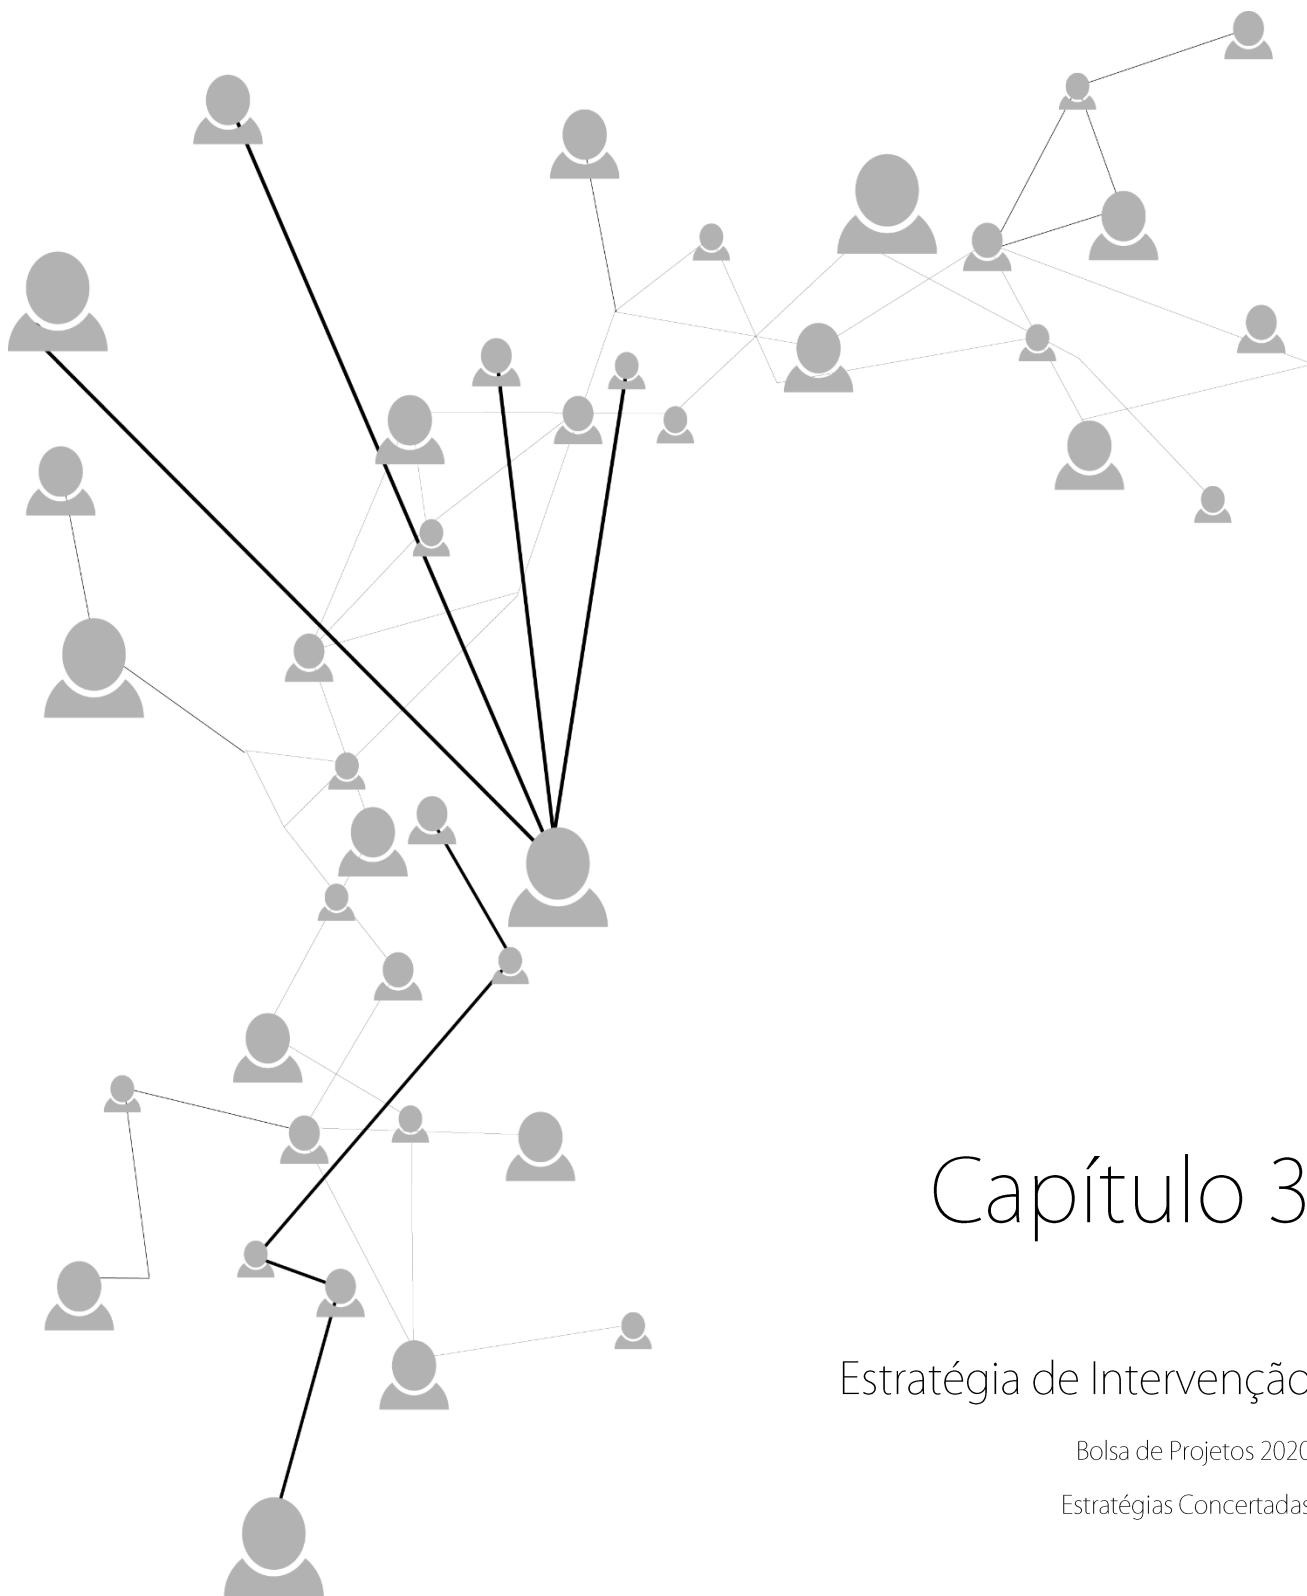 Capítulo 3
Estratégia de Intervenção
Bolsa de Projetos 2020
Estratégias Concertadas